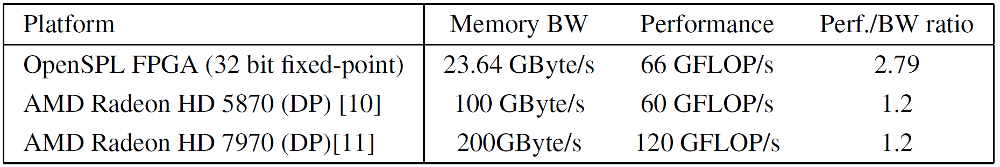 Platform Memory BW Performance Perf./BW ratio
OpenSPL FPGA (32 bit fixed-point) 23.64 GByte/s 66 GFLOP/s 2.79
AMD Radeon HD 5870 (DP) [10] 100 GByte/s 60 GFLOP/s 1.2
AMD Radeon HD 7970 (DP)[11] 200GByte/s 120 GFLOP/s 1.2